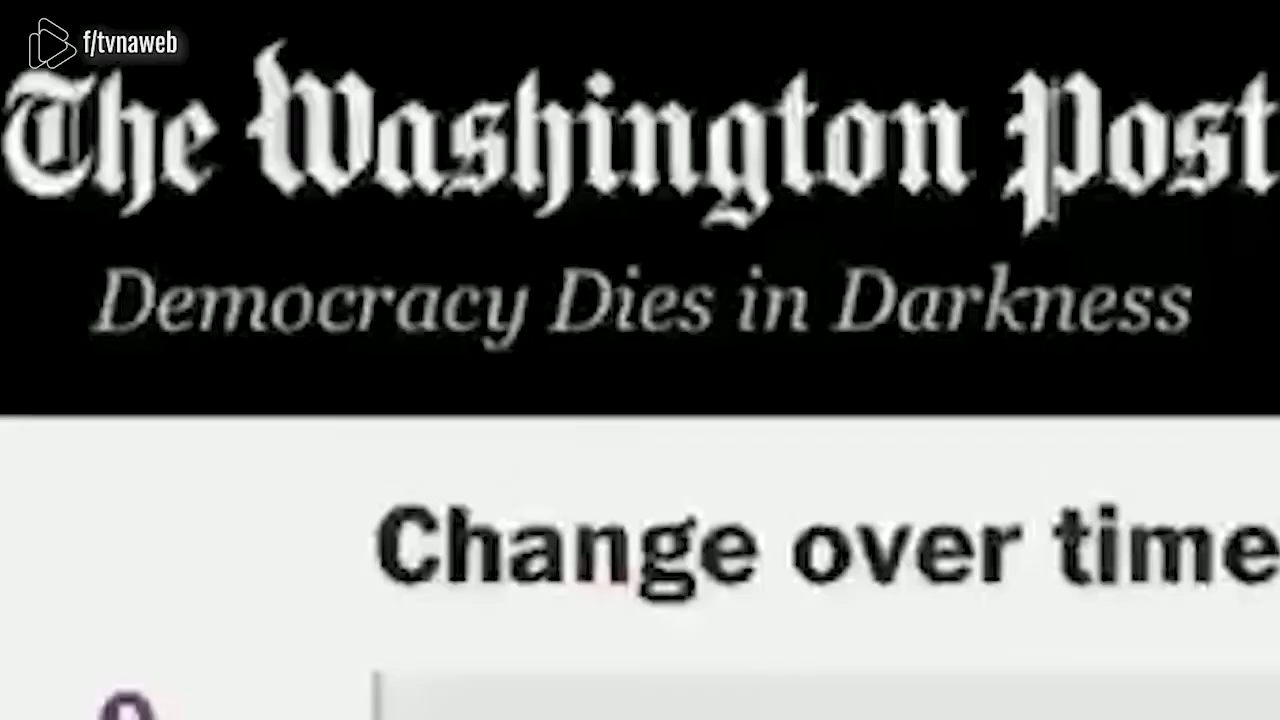 f/tvnaweb
The Washington Post
Democracy Dies in Darkness
Change over time